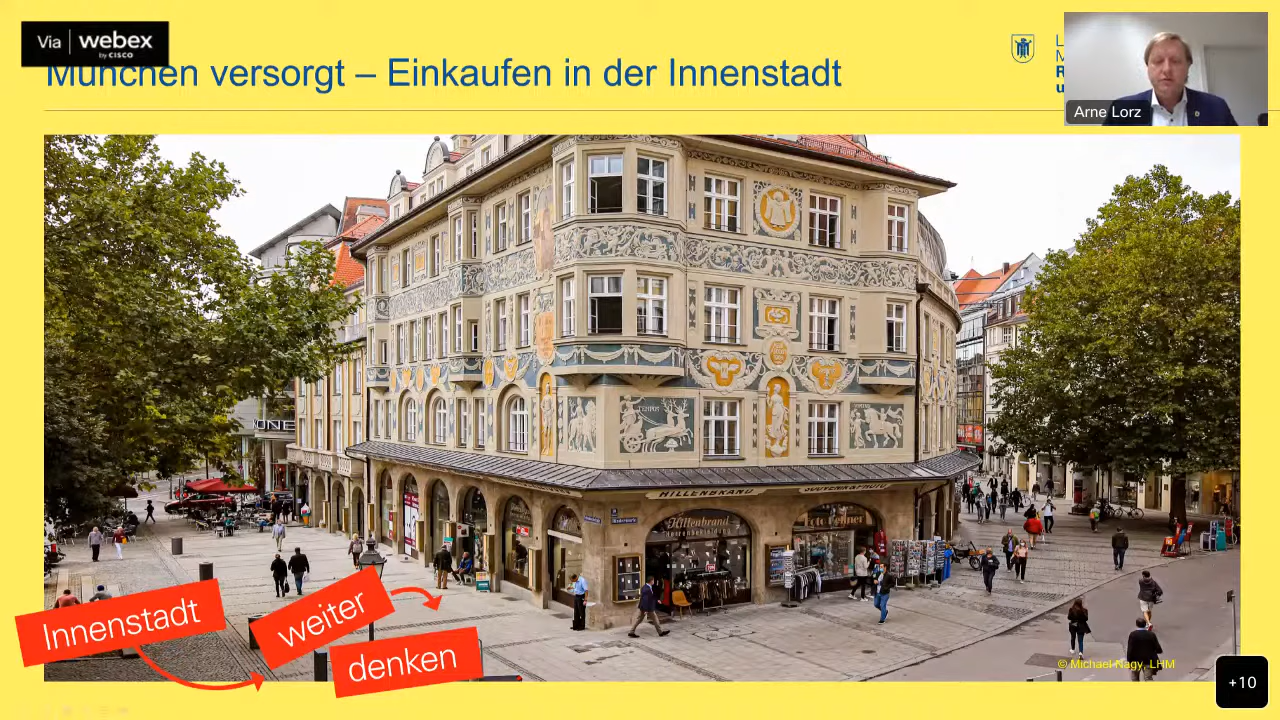 Via webex
by CISCO
München versorgt – Einkaufen in der Innenstadt
Arne Lorz
HILLENBRAND
Hillenbrand
Innenstadt
weiter
denken
© Michael Nagy, LHM
+10